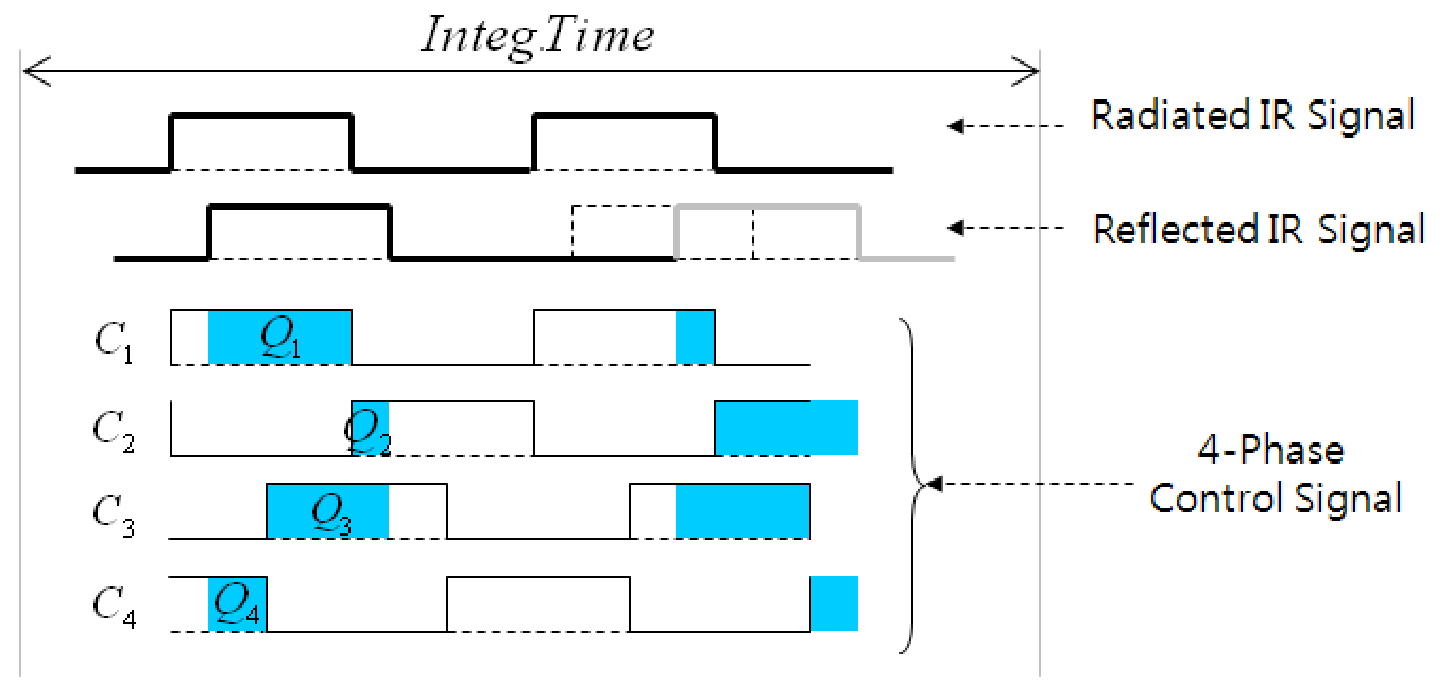 Integ.Time
Radiated IR Signal
Reflected IR Signal
C1
Q1
C2
Q2
C3
Q3
C4
Q4
4-Phase
Control Signal